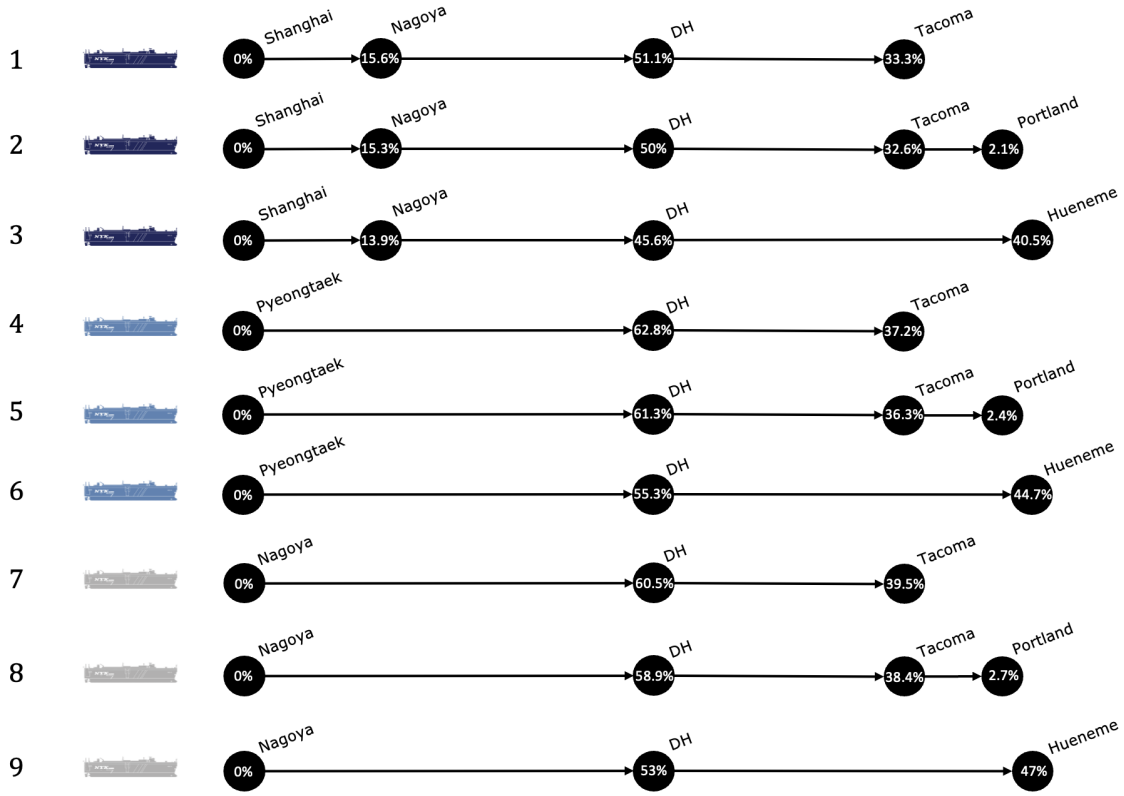 Shanghai Nagoya DH Tacoma
1 0% 15.6% 51.1% 33.3%
Shanghai Nagoya DH Tacoma Portland
2 0% 15.3% 50% 32.6% 2.1%
Shanghai Nagoya DH Hueneme
3 0% 13.9% 45.6% 40.5%
Pyeongtaek DH Tacoma
4 0% 62.8% 37.2%
Pyeongtaek DH Tacoma Portland
5 0% 61.3% 36.3% 2.4%
Pyeongtaek DH Hueneme
6 0% 55.3% 44.7%
Nagoya DH Tacoma
7 0% 60.5% 39.5%
Nagoya DH Tacoma Portland
8 0% 58.9% 38.4% 2.7%
Nagoya DH Hueneme
9 0% 53% 47%